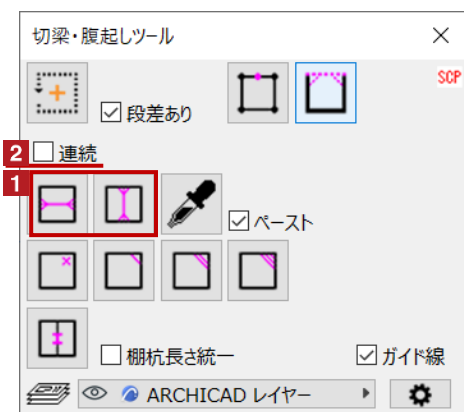 切梁・腹起しツール
SCP
段差あり
2 連続
1
ペースト
棚杭長さ統一
ガイド線
ARCHICAD レイヤー